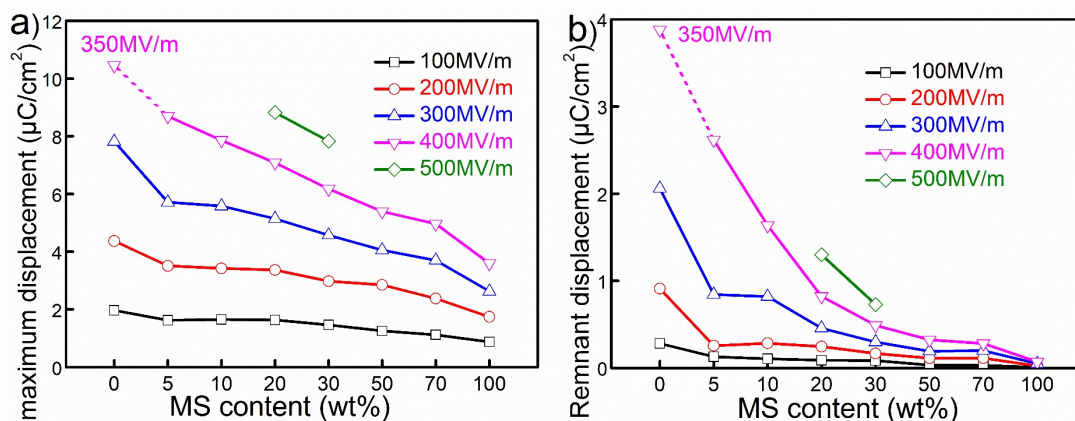 a)
maximum displacement (μC/cm²)
12
10
8
6
4
2
0
350MV/m
100MV/m
200MV/m
300MV/m
400MV/m
500MV/m
0 5 10 20 30 50 70 100
MS content (wt%)
b)
Remnant displacement (μC/cm²)
4
3
2
1
0
350MV/m
100MV/m
200MV/m
300MV/m
400MV/m
500MV/m
0 5 10 20 30 50 70 100
MS content (wt%)